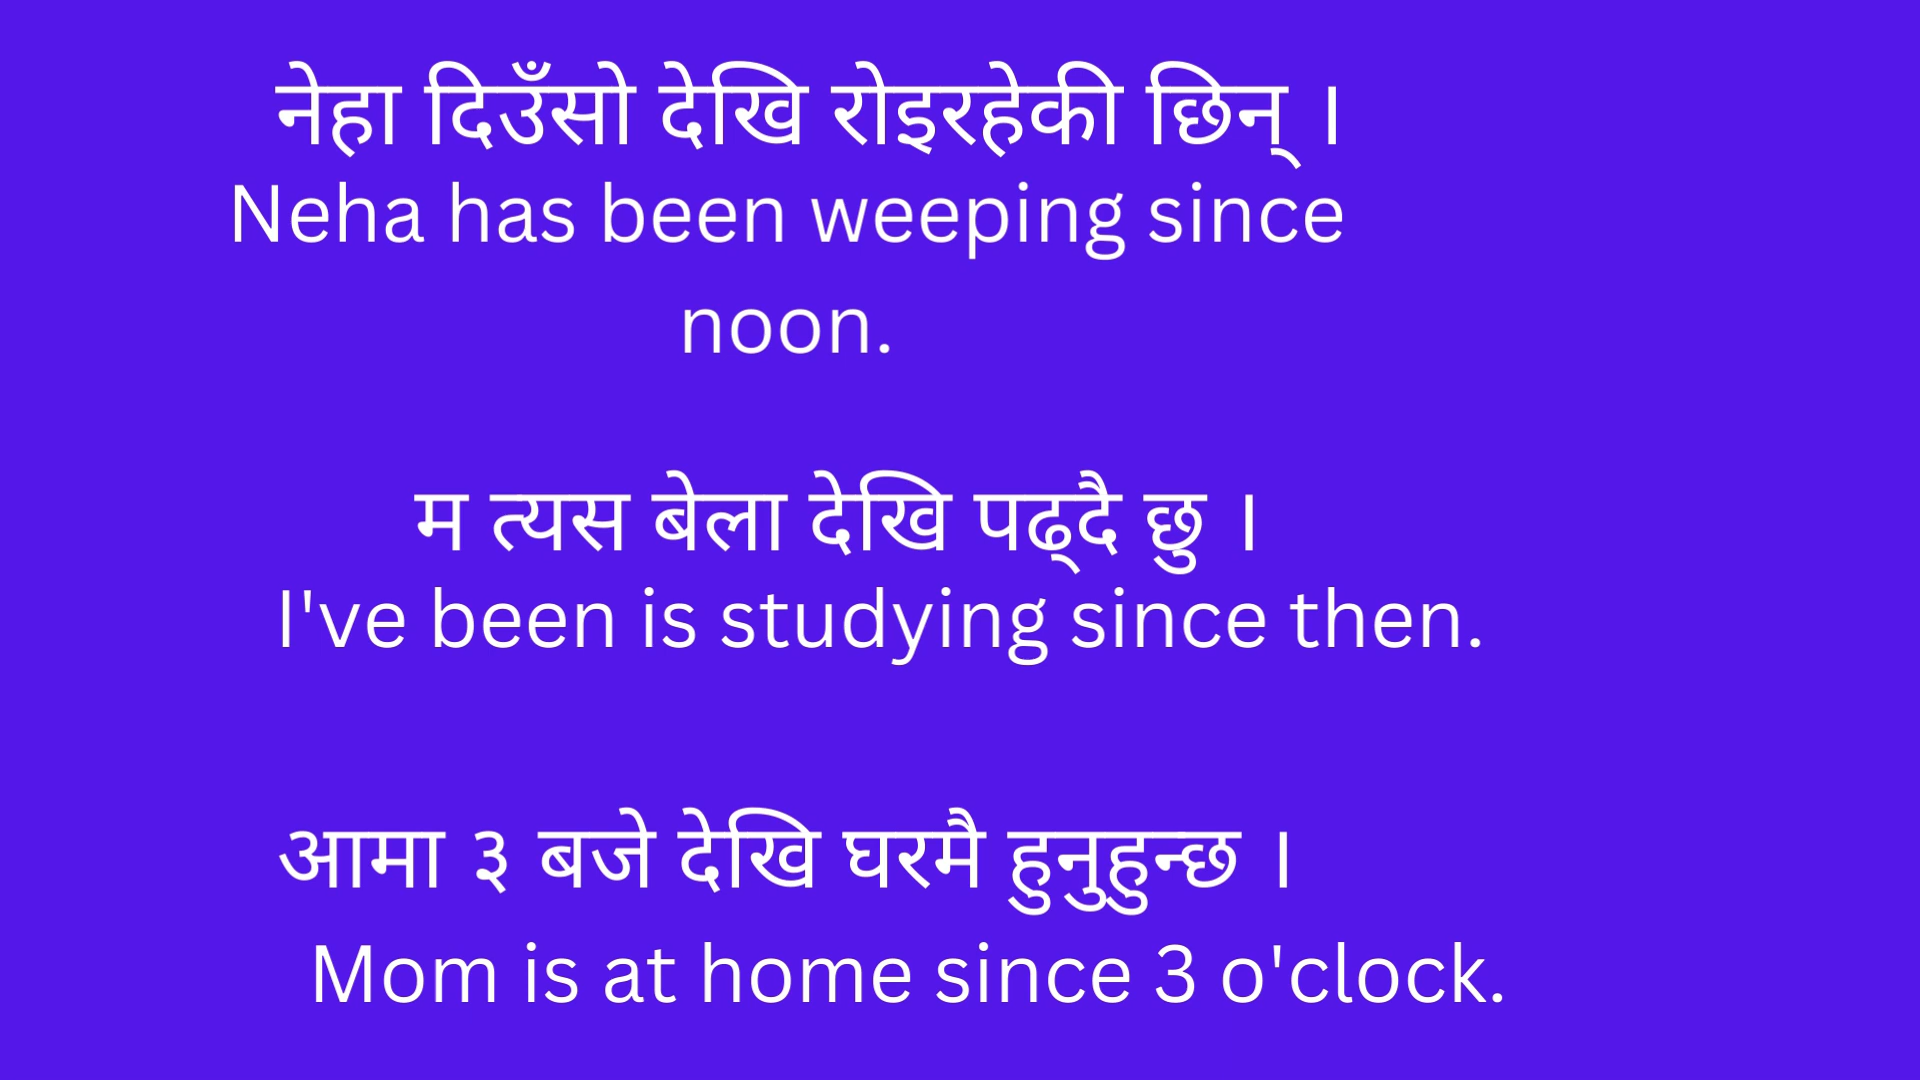 नेहा दिउँसो देखि रोइरहेकी छिन् ।
Neha has been weeping since
noon.
म त्यस बेला देखि पढ्दै छु ।
I've been is studying since then.
आमा ३ बजे देखि घरमै हुनुहुन्छ ।
Mom is at home since 3 o'clock.